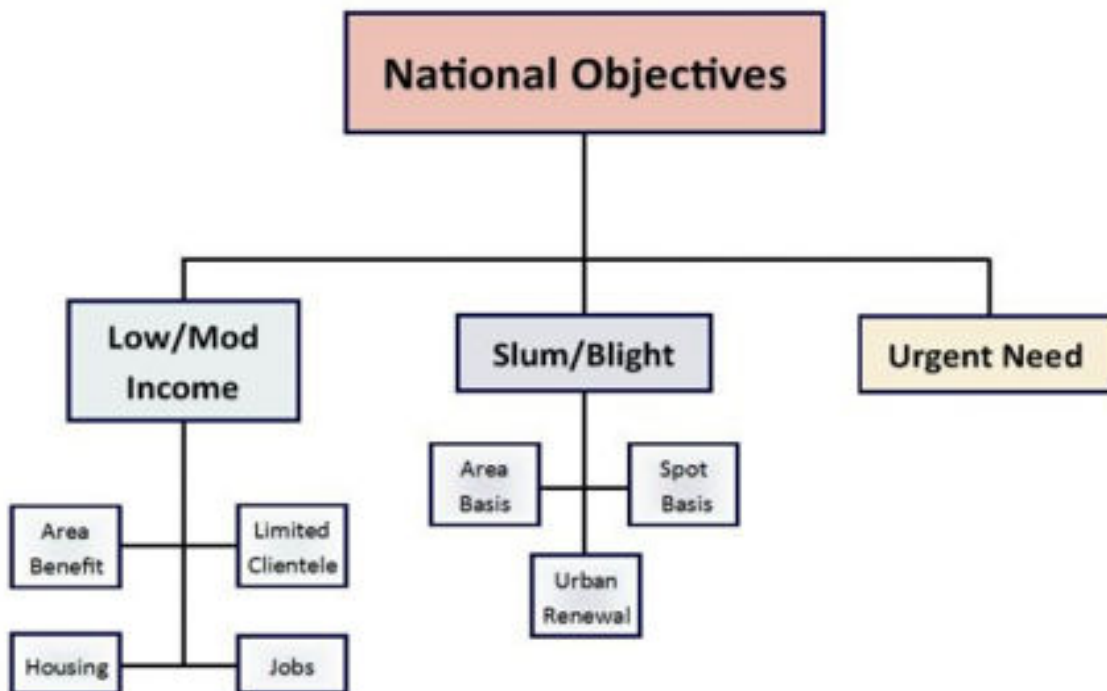 National Objectives
Low/Mod
Income
Slum/Blight
Urgent Need
Area
Benefit
Limited
Clientele
Housing
Jobs
Area
Basis
Spot
Basis
Urban
Renewal